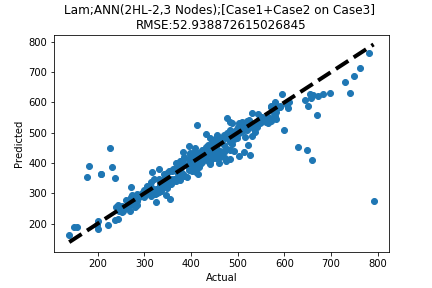 Lam;ANN(2HL-2,3 Nodes);[Case1+Case2 on Case3]
RMSE:52.938872615026845
800
700
600
500
400
300
200
Predicted
200 300 400 500 600 700 800
Actual